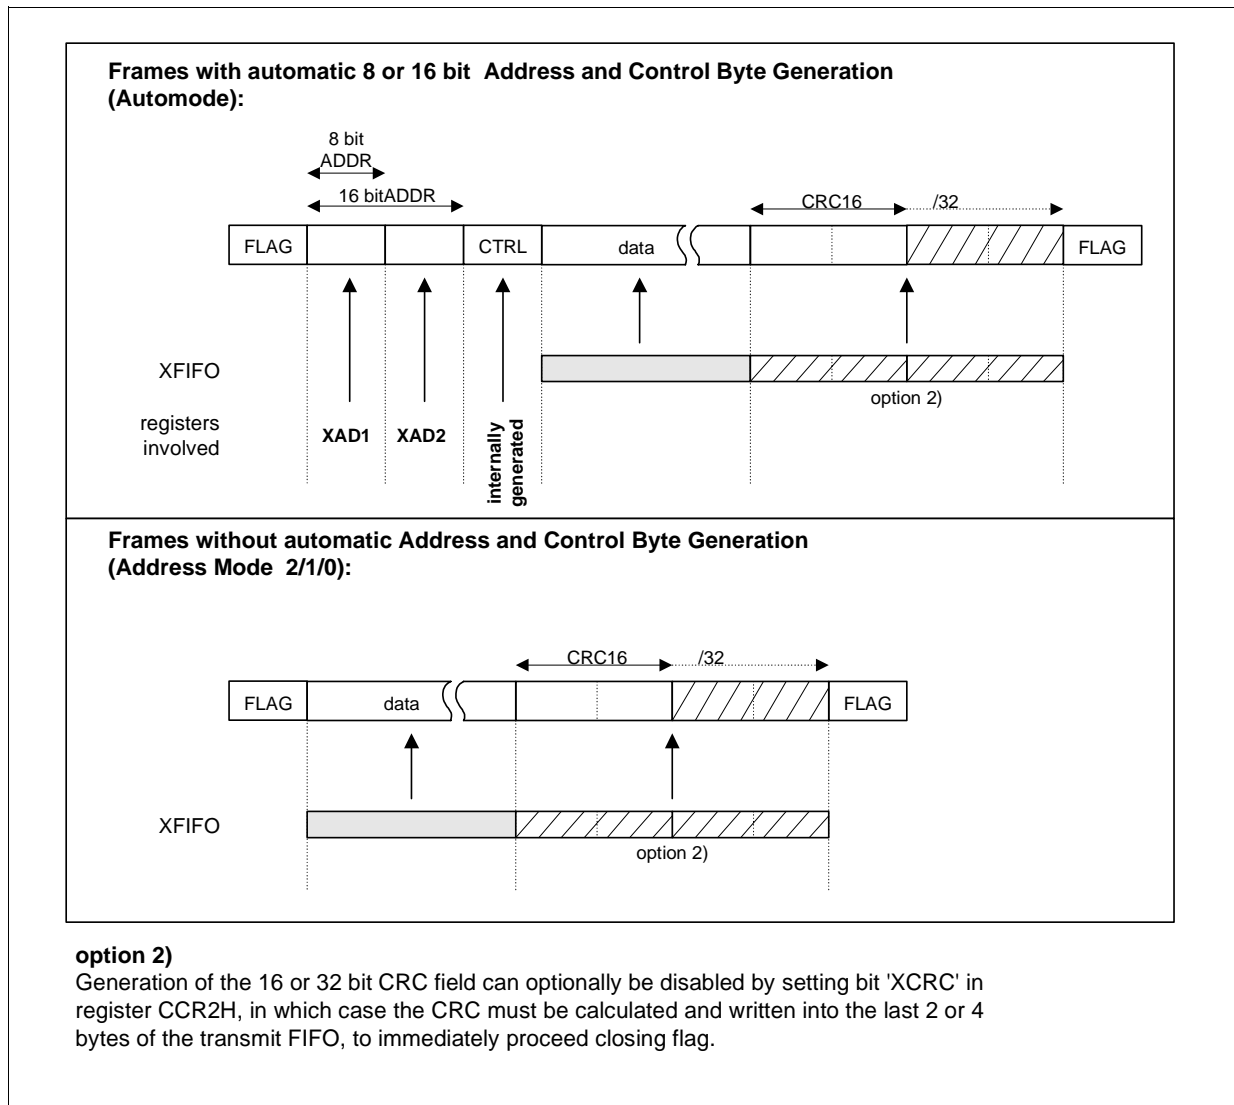 Frames with automatic 8 or 16 bit Address and Control Byte Generation
(Automode):
8 bit
ADDR
16 bitADDR
CRC16
/32
FLAG
CTRL
data
FLAG
XFIFO
option 2)
registers
involved
XAD1
XAD2
internally
generated
Frames without automatic Address and Control Byte Generation
(Address Mode 2/1/0):
CRC16
/32
FLAG
data
FLAG
XFIFO
option 2)
option 2)
Generation of the 16 or 32 bit CRC field can optionally be disabled by setting bit 'XCRC' in
register CCR2H, in which case the CRC must be calculated and written into the last 2 or 4
bytes of the transmit FIFO, to immediately proceed closing flag.